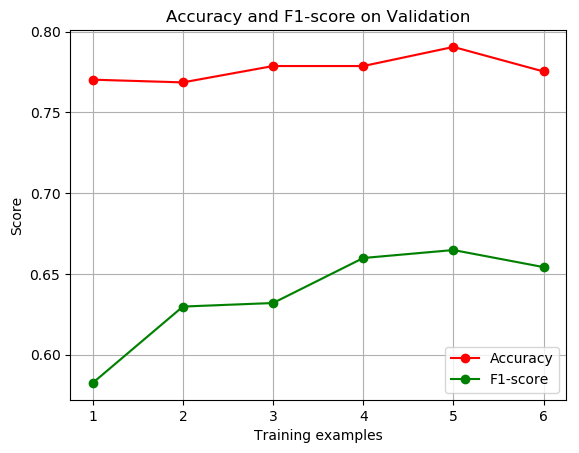 Accuracy and F1-score on Validation
0.80
0.75
0.70
0.65
0.60
Score
1 2 3 4 5 6
Training examples
Accuracy
F1-score